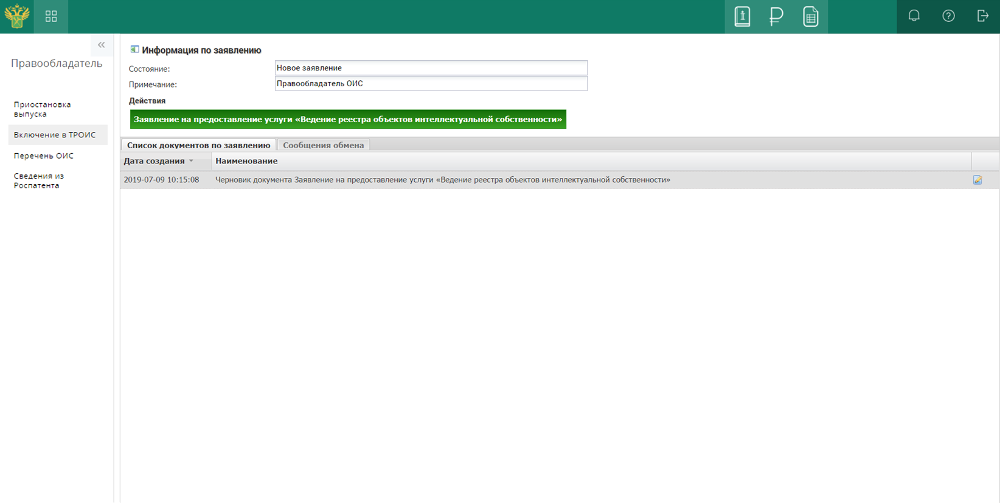 Правообладатель
Приостановка
выпуска
Включение в ТРОИС
Перечень ОИС
Сведения из
Роспатента
Информация по заявлению
Состояние: Новое заявление
Примечание: Правообладатель ОИС
Действия
Заявление на предоставление услуги «Ведение реестра объектов интеллектуальной собственности»
Список документов по заявлению Сообщения обмена
Дата создания Наименование
2019-07-09 10:15:08 Черновик документа Заявление на предоставление услуги «Ведение реестра объектов интеллектуальной собственности»